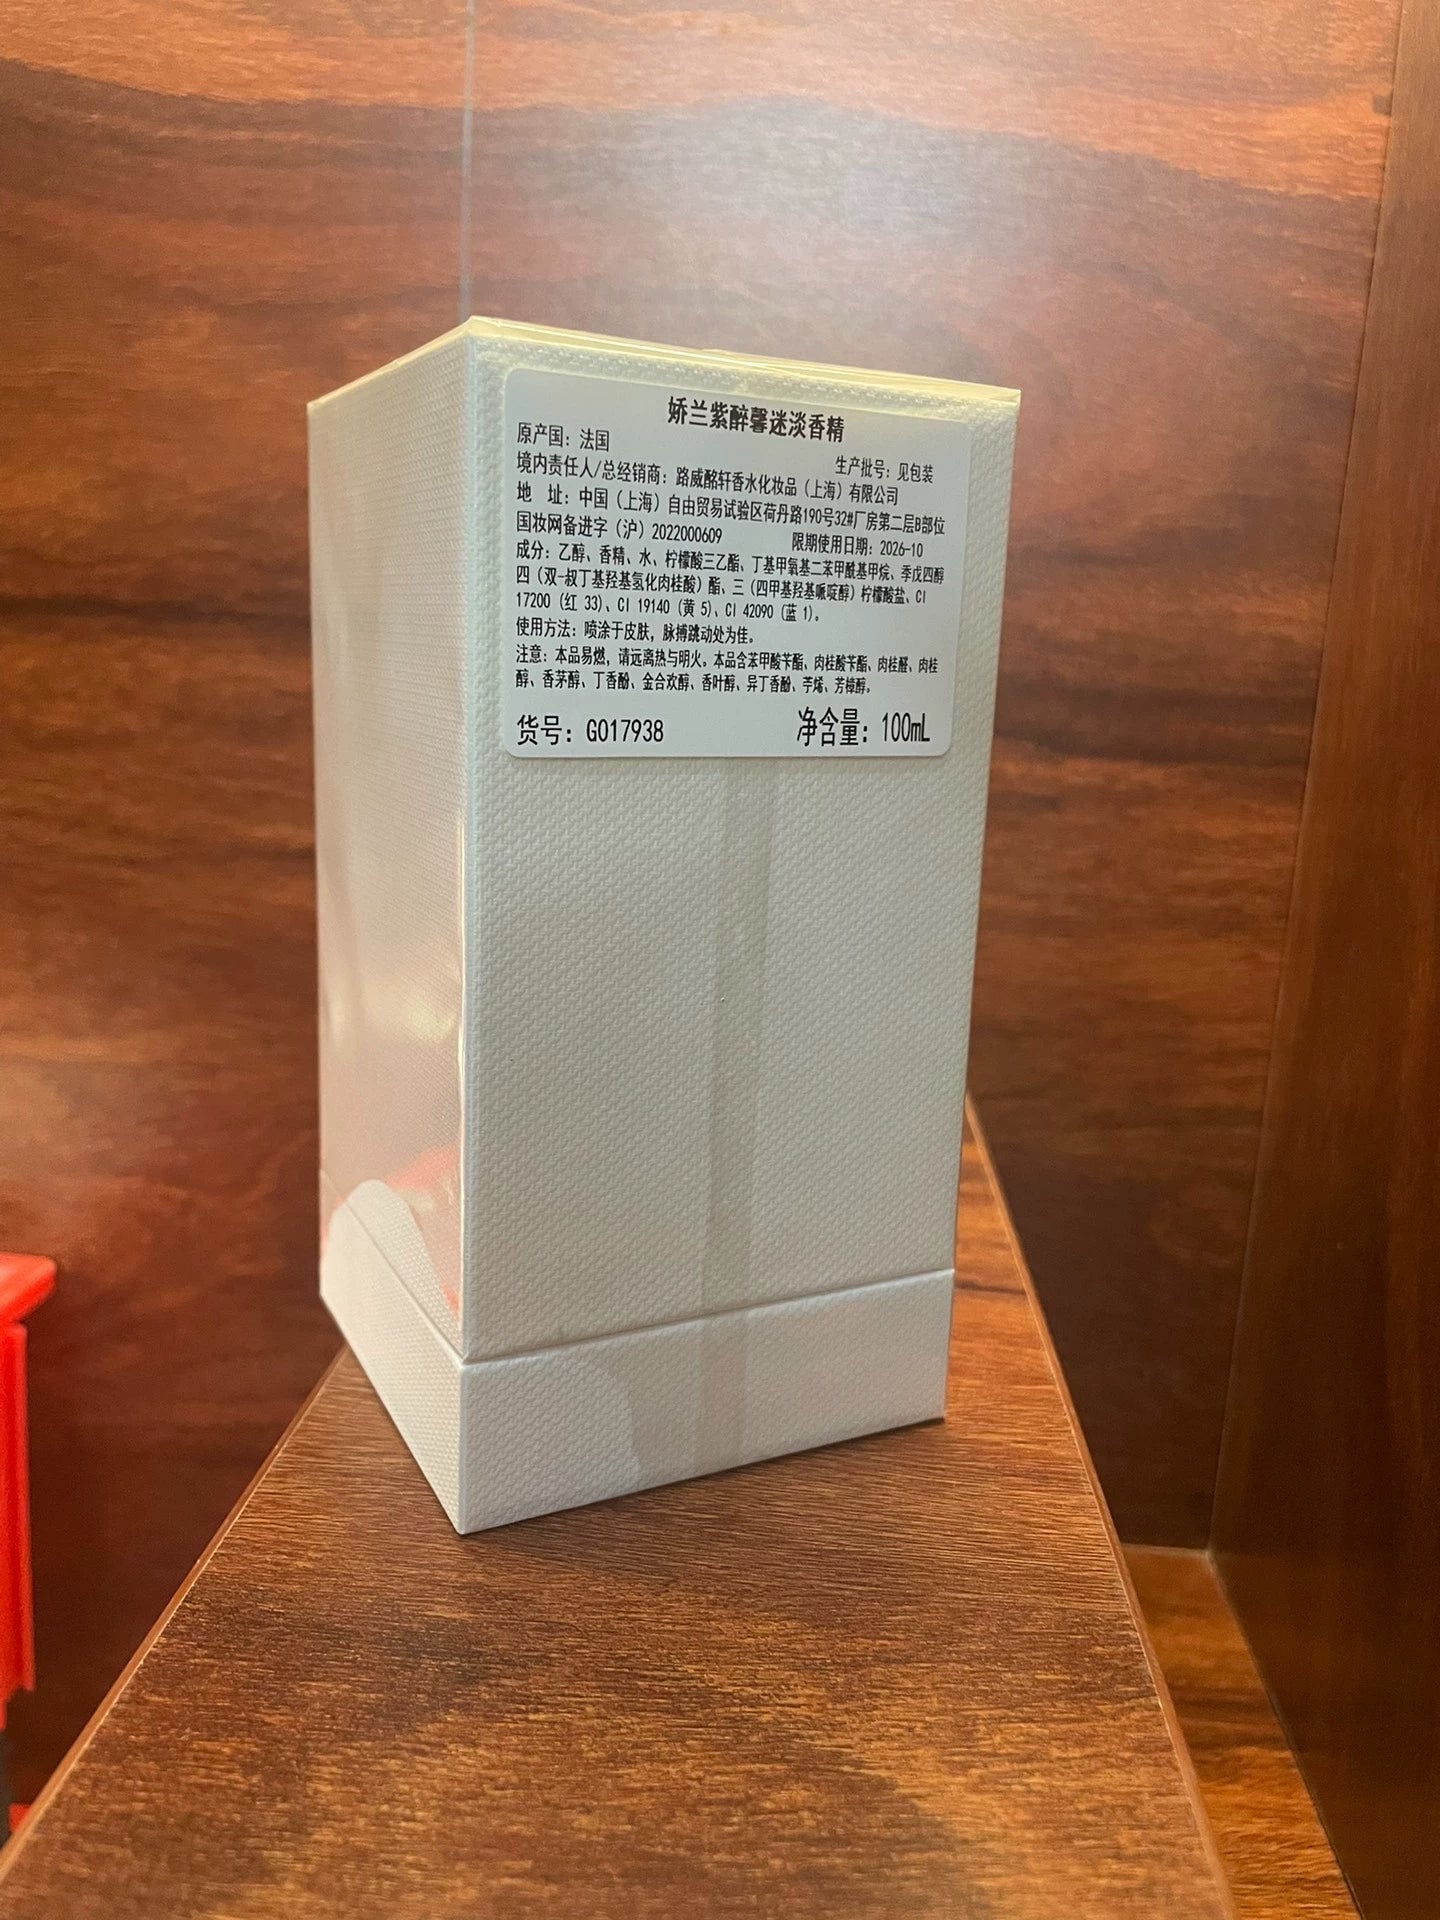 娇兰紫醉馨迷淡香精
原产国：法国
生产批号：见包装
境内责任人/总经销商：路威酩轩香水化妆品（上海）有限公司
地 址：中国（上海）自由贸易试验区荷丹路190号32#厂房第二层B部位
国妆网备进字（沪）2022000609 限期使用日期：2026-10
成分：乙醇、香精、水、柠檬酸三乙酯、丁基甲氧基二苯甲酰基甲烷、季戊四醇
四（双-叔丁基羟基氢化肉桂酸）酯、三（四甲基羟基哌啶醇）柠檬酸盐、CI
17200（红 33）、CI 19140（黄 5）、CI 42090（蓝 1）。
使用方法：喷涂于皮肤，脉搏跳动处为佳。
注意：本品易燃，请远离热与明火。本品含苯甲酸苄酯、肉桂酸苄酯、肉桂醛、肉桂
醇、香茅醇、丁香酚、金合欢醇、香叶醇、异丁香酚、苧烯、芳樟醇。
货号：G017938 净含量：100mL